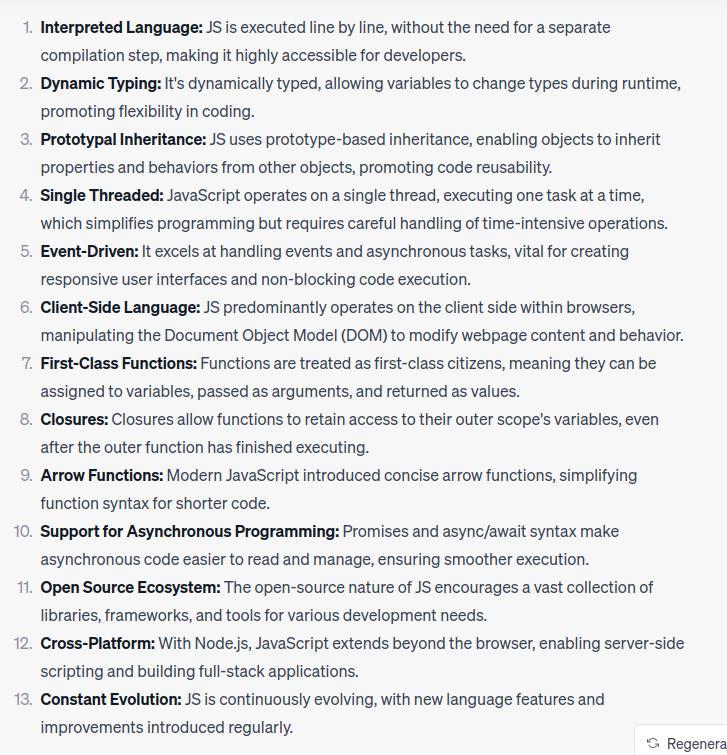 1. Interpreted Language: JS is executed line by line, without the need for a separate
compilation step, making it highly accessible for developers.
2. Dynamic Typing: It's dynamically typed, allowing variables to change types during runtime,
promoting flexibility in coding.
3. Prototypal Inheritance: JS uses prototype-based inheritance, enabling objects to inherit
properties and behaviors from other objects, promoting code reusability.
4. Single Threaded: JavaScript operates on a single thread, executing one task at a time,
which simplifies programming but requires careful handling of time-intensive operations.
5. Event-Driven: It excels at handling events and asynchronous tasks, vital for creating
responsive user interfaces and non-blocking code execution.
6. Client-Side Language: JS predominantly operates on the client side within browsers,
manipulating the Document Object Model (DOM) to modify webpage content and behavior.
7. First-Class Functions: Functions are treated as first-class citizens, meaning they can be
assigned to variables, passed as arguments, and returned as values.
8. Closures: Closures allow functions to retain access to their outer scope's variables, even
after the outer function has finished executing.
9. Arrow Functions: Modern JavaScript introduced concise arrow functions, simplifying
function syntax for shorter code.
10. Support for Asynchronous Programming: Promises and async/await syntax make
asynchronous code easier to read and manage, ensuring smoother execution.
11. Open Source Ecosystem: The open-source nature of JS encourages a vast collection of
libraries, frameworks, and tools for various development needs.
12. Cross-Platform: With Node.js, JavaScript extends beyond the browser, enabling server-side
scripting and building full-stack applications.
13. Constant Evolution: JS is continuously evolving, with new language features and
improvements introduced regularly.
Regenera